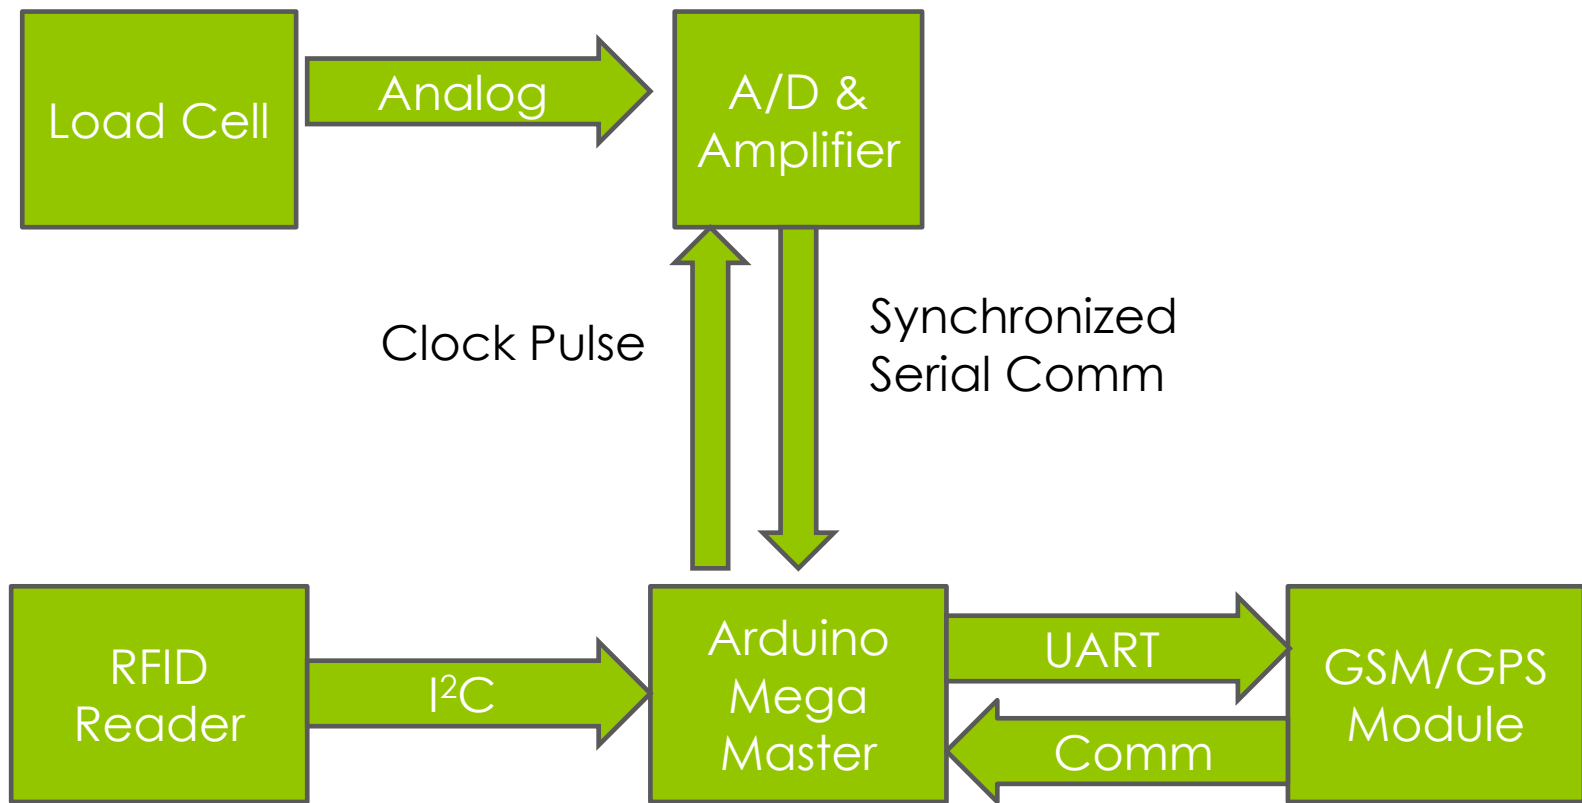 Load Cell
Analog
A/D &
Amplifier
Clock Pulse
Synchronized
Serial Comm
RFID
Reader
I²C
Arduino
Mega
Master
UART
Comm
GSM/GPS
Module